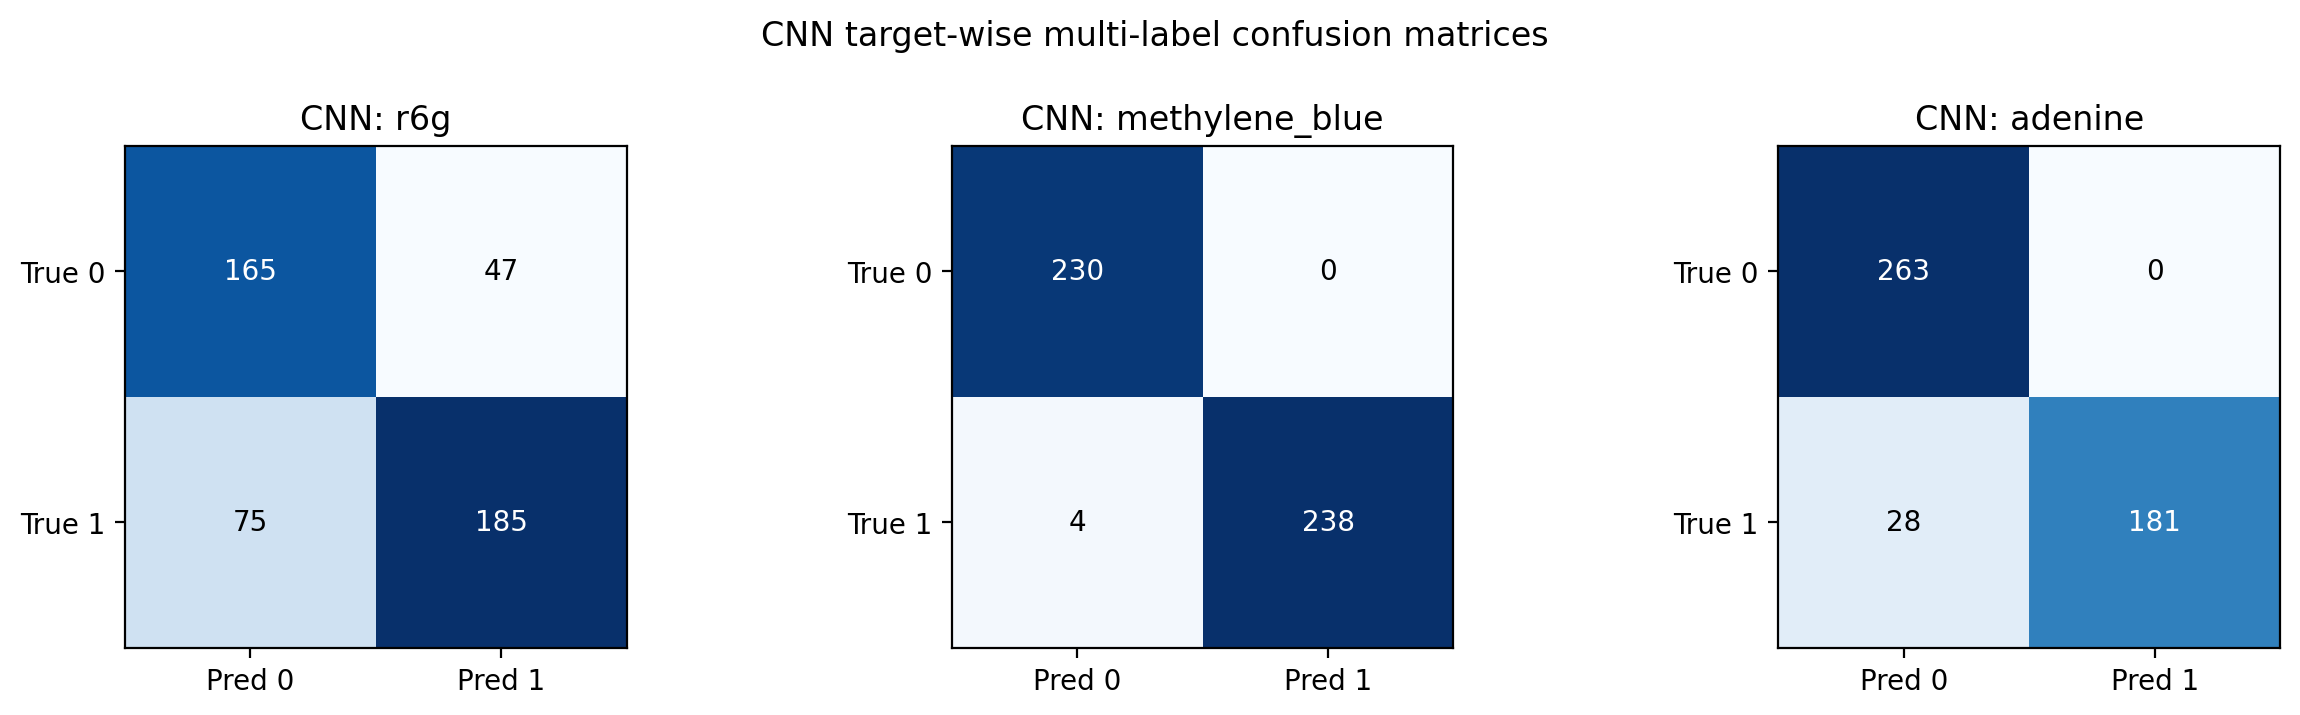 CNN target-wise multi-label confusion matrices
CNN: r6g
True 0
165
47
True 1
75
185
Pred 0
Pred 1
CNN: methylene_blue
True 0
230
0
True 1
4
238
Pred 0
Pred 1
CNN: adenine
True 0
263
0
True 1
28
181
Pred 0
Pred 1